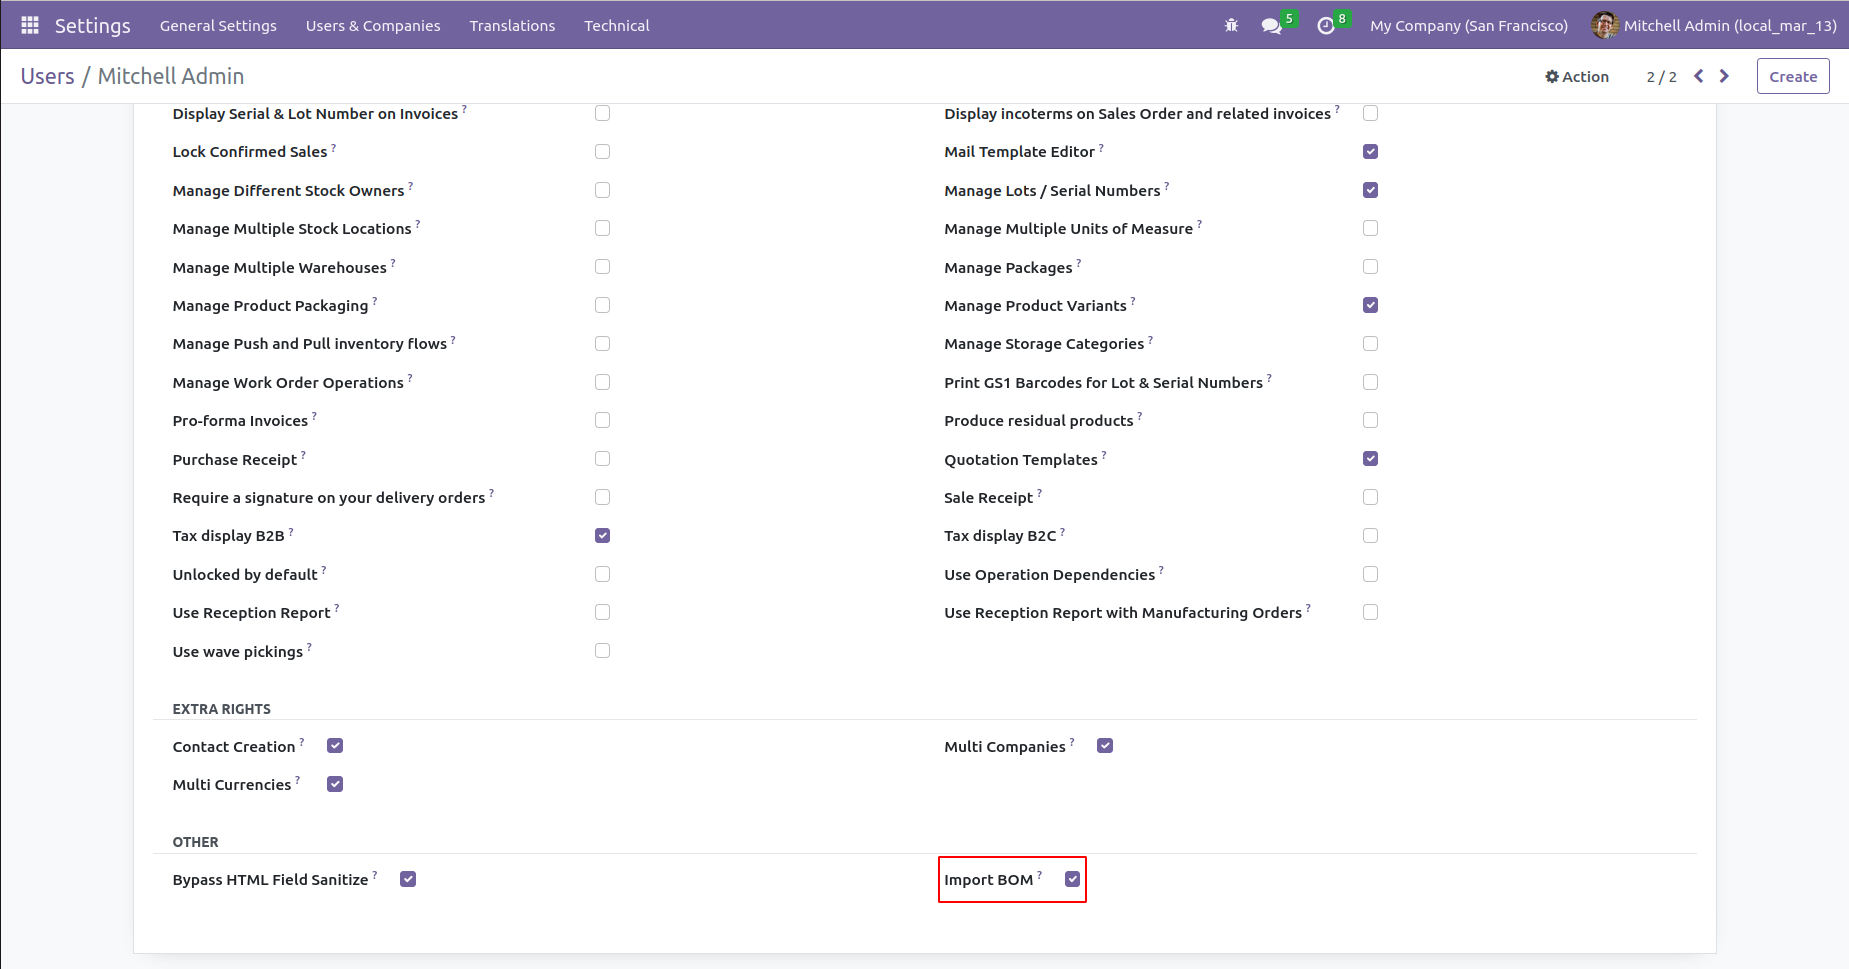 Settings General Settings Users & Companies Translations Technical 5 8 My Company (San Francisco) Mitchell Admin (local_mar_13)
Users / Mitchell Admin Action 2 / 2 Create
Display Serial & Lot Number on Invoices ? Display incoterms on Sales Order and related invoices ?
Lock Confirmed Sales ? Mail Template Editor ?
Manage Different Stock Owners ? Manage Lots / Serial Numbers ?
Manage Multiple Stock Locations ? Manage Multiple Units of Measure ?
Manage Multiple Warehouses ? Manage Packages ?
Manage Product Packaging ? Manage Product Variants ?
Manage Push and Pull inventory flows ? Manage Storage Categories ?
Manage Work Order Operations ? Print GS1 Barcodes for Lot & Serial Numbers ?
Pro-forma Invoices ? Produce residual products ?
Purchase Receipt ? Quotation Templates ?
Require a signature on your delivery orders ? Sale Receipt ?
Tax display B2B ? Tax display B2C ?
Unlocked by default ? Use Operation Dependencies ?
Use Reception Report ? Use Reception Report with Manufacturing Orders ?
Use wave pickings ?
EXTRA RIGHTS
Contact Creation ? Multi Companies ?
Multi Currencies ?
OTHER
Bypass HTML Field Sanitize ? Import BOM ?